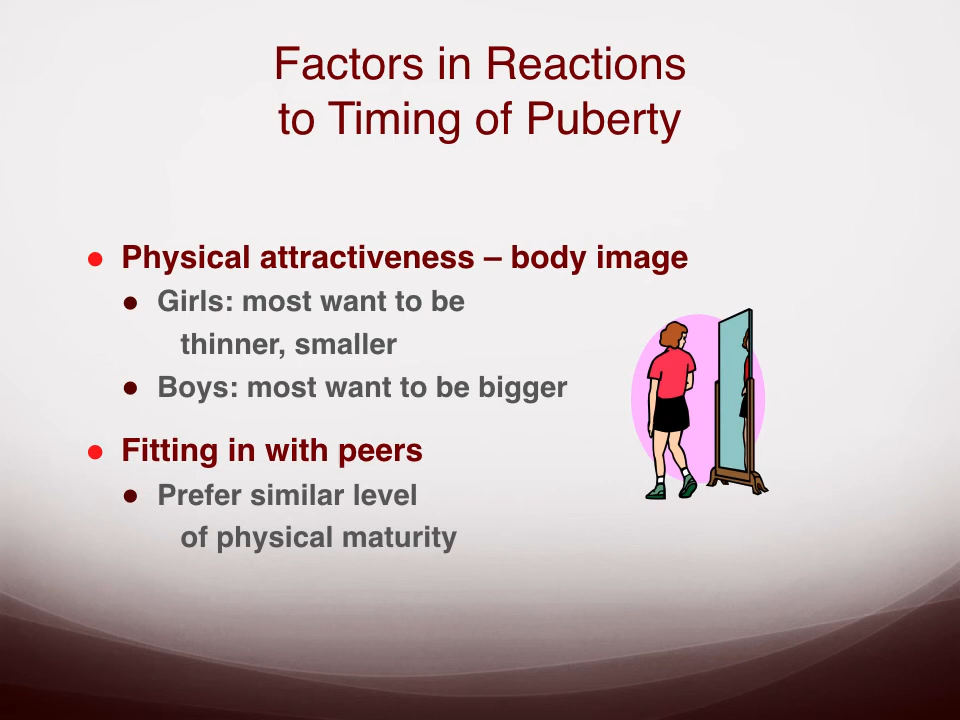 Factors in Reactions
to Timing of Puberty
● Physical attractiveness – body image
● Girls: most want to be
thinner, smaller
● Boys: most want to be bigger
● Fitting in with peers
● Prefer similar level
of physical maturity